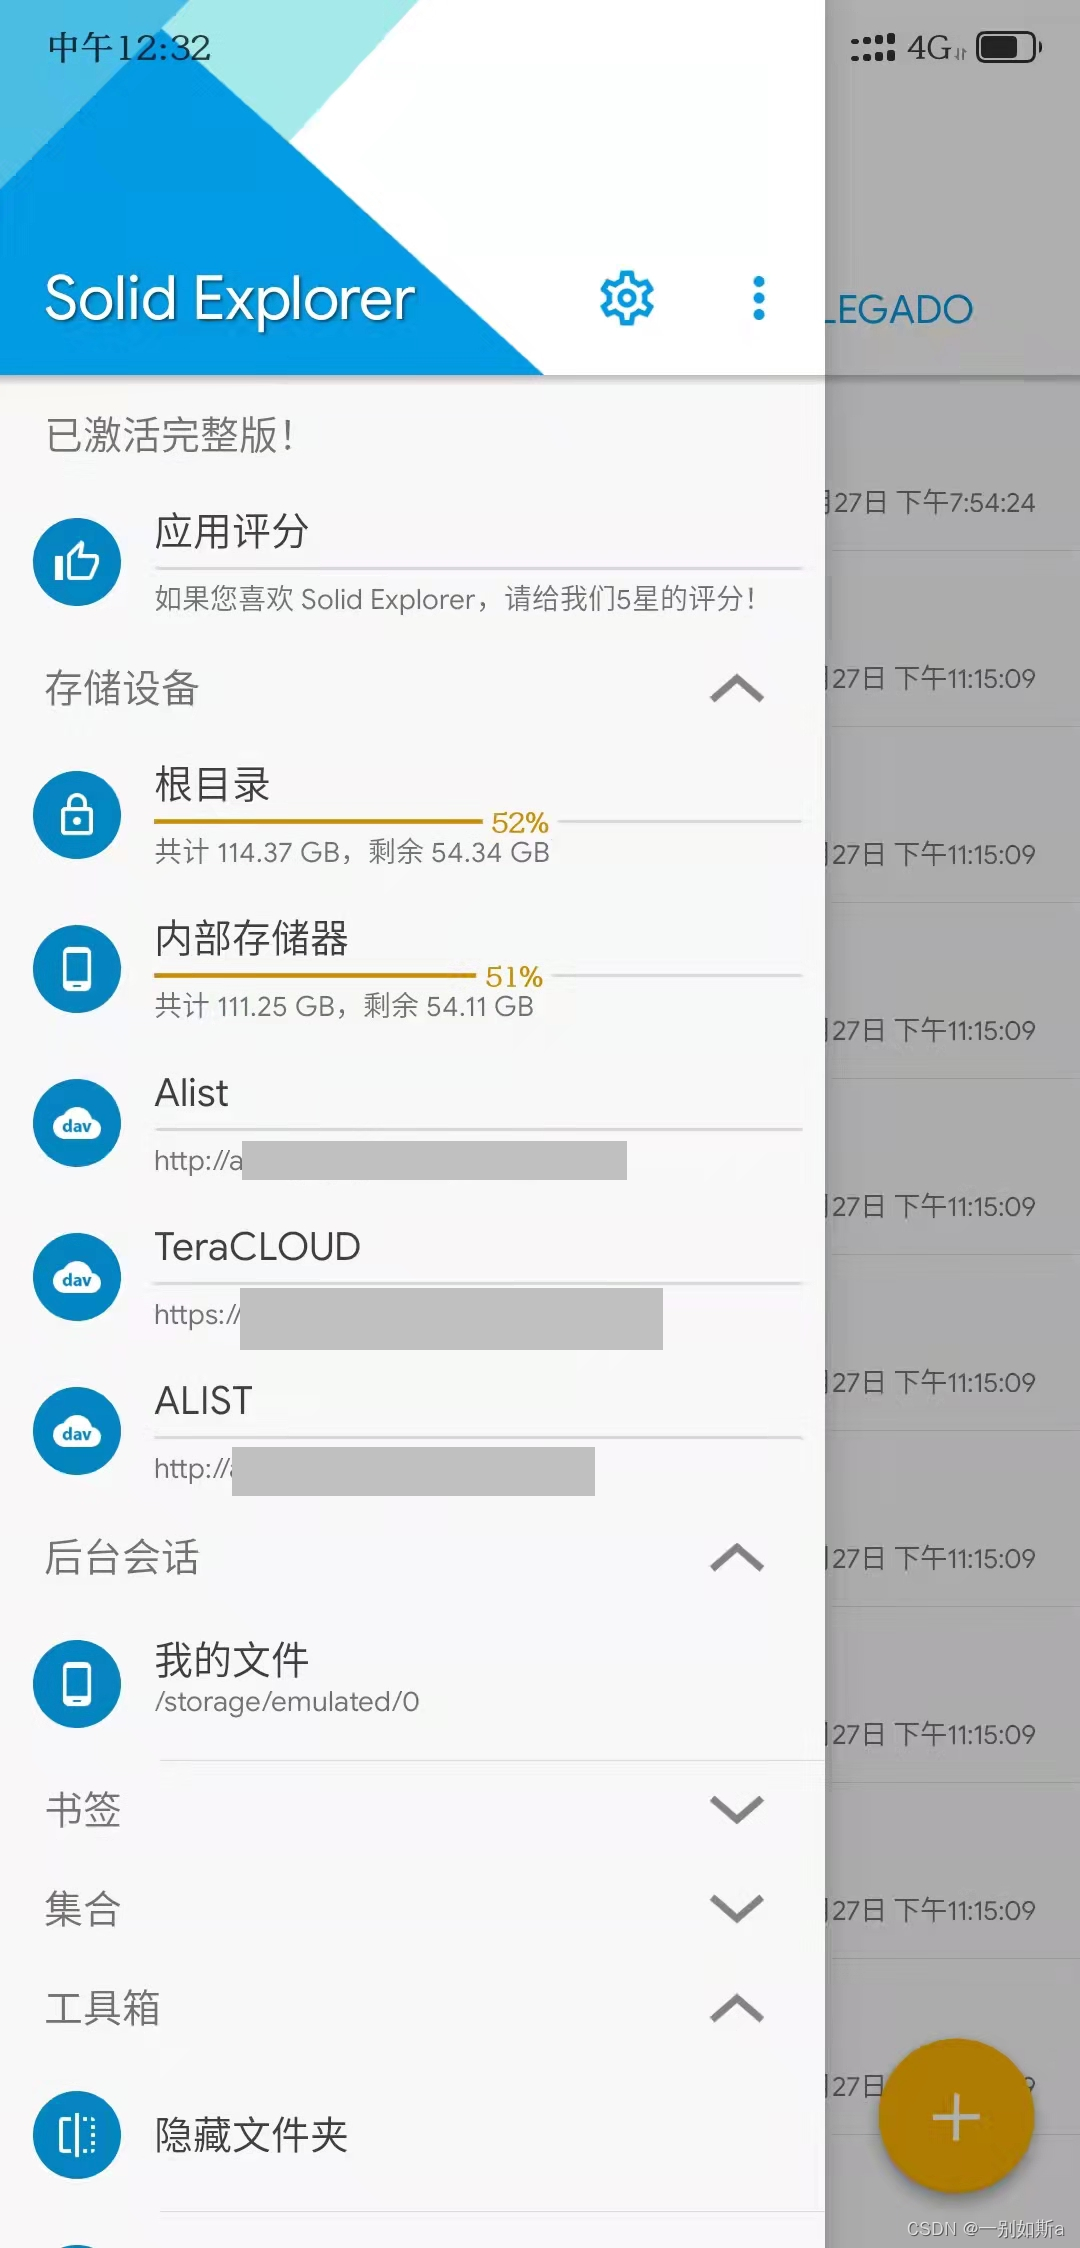 中午12:32
4G
Solid Explorer
LEGADO
已激活完整版！
应用评分
如果您喜欢 Solid Explorer，请给我们5星的评分！
存储设备
根目录
52%
共计 114.37 GB，剩余 54.34 GB
内部存储器
51%
共计 111.25 GB，剩余 54.11 GB
Alist
dav
http://a
TeraCLOUD
dav
https://
ALIST
dav
http://
后台会话
我的文件
/storage/emulated/0
书签
集合
工具箱
隐藏文件夹
27日 下午7:54:24
27日 下午11:15:09
27日 下午11:15:09
27日 下午11:15:09
27日 下午11:15:09
27日 下午11:15:09
27日 下午11:15:09
27日 下午11:15:09
27日 下午11:15:09
27日
CSDN @一别如斯a